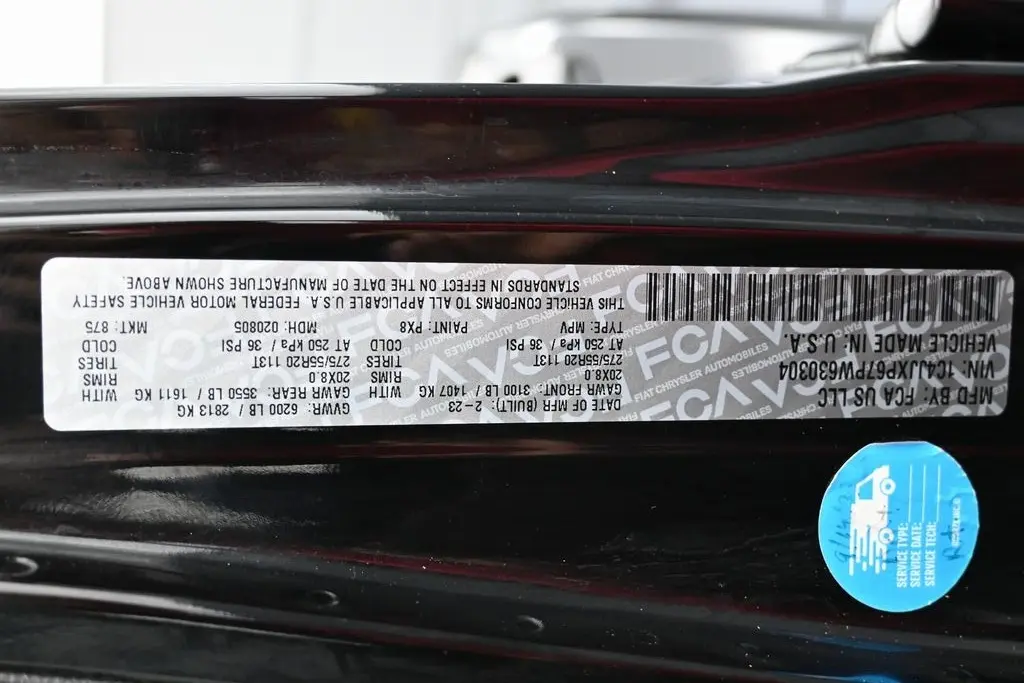 MFD BY: FCA US LLC
VIN: 1C4JJXP67PW630304
VEHICLE MADE IN: U.S.A.
DATE OF MFR (BUILT): 2-23
GVWR: 6200 LB / 2813 KG
GAWR FRONT: 3100 LB / 1407 KG WITH
GAWR REAR: 3550 LB / 1611 KG WITH
20X8.0 RIMS
20X8.0 RIMS
275/55R20 113T TIRES
275/55R20 113T TIRES
AT 250 kPa / 36 PSI COLD
AT 250 kPa / 36 PSI COLD
TYPE: MPV PAINT: PX8 MDH: 020805 MKT: 875
THIS VEHICLE CONFORMS TO ALL APPLICABLE U.S.A. FEDERAL MOTOR VEHICLE SAFETY
STANDARDS IN EFFECT ON THE DATE OF MANUFACTURE SHOWN ABOVE.
FCA
FIAT CHRYSLER AUTOMOBILES
SERVICE TYPE:
SERVICE DATE:
SERVICE TECH: